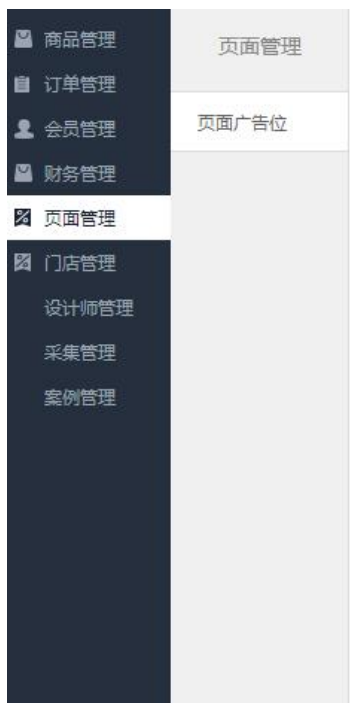 商品管理
订单管理
会员管理
财务管理
页面管理
门店管理
设计师管理
采集管理
案例管理
页面管理
页面广告位